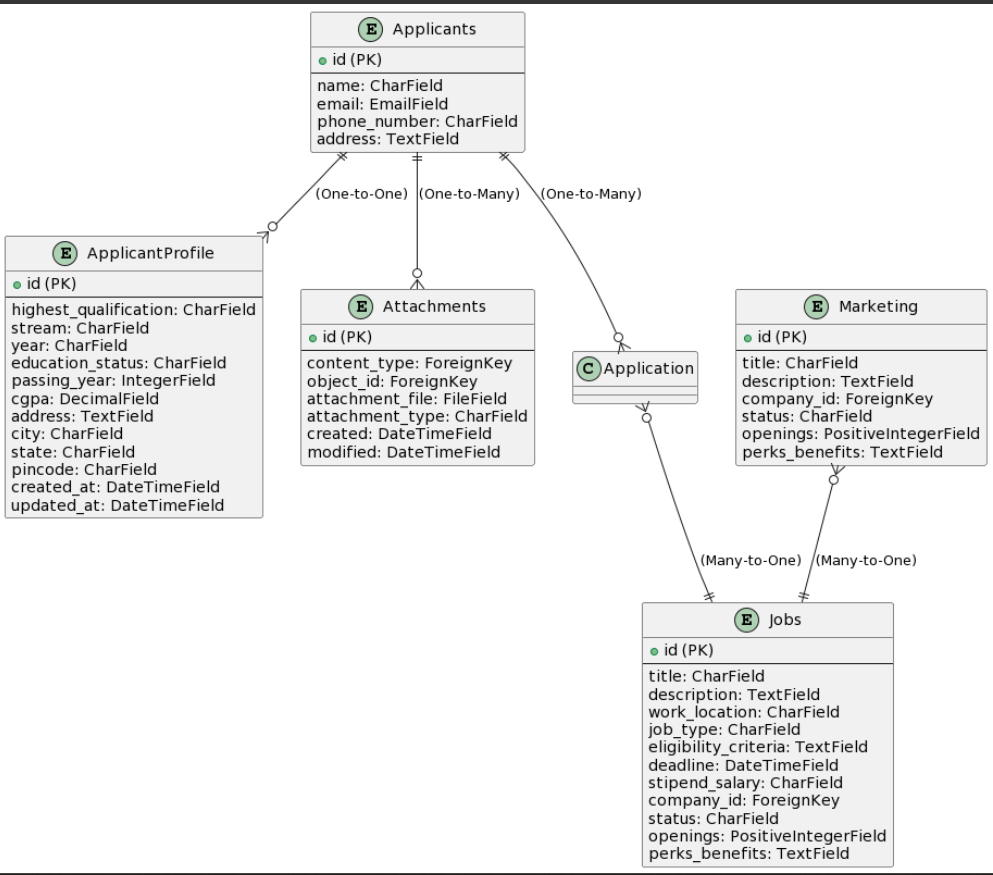 E Applicants
id (PK)
name: CharField
email: EmailField
phone_number: CharField
address: TextField
(One-to-One)
(One-to-Many)
(One-to-Many)
E ApplicantProfile
id (PK)
highest_qualification: CharField
stream: CharField
year: CharField
education_status: CharField
passing_year: IntegerField
cgpa: DecimalField
address: TextField
city: CharField
state: CharField
pincode: CharField
created_at: DateTimeField
updated_at: DateTimeField
E Attachments
id (PK)
content_type: ForeignKey
object_id: ForeignKey
attachment_file: FileField
attachment_type: CharField
created: DateTimeField
modified: DateTimeField
C Application
E Marketing
id (PK)
title: CharField
description: TextField
company_id: ForeignKey
status: CharField
openings: PositiveIntegerField
perks_benefits: TextField
(Many-to-One)
(Many-to-One)
E Jobs
id (PK)
title: CharField
description: TextField
work_location: CharField
job_type: CharField
eligibility_criteria: TextField
deadline: DateTimeField
stipend_salary: CharField
company_id: ForeignKey
status: CharField
openings: PositiveIntegerField
perks_benefits: TextField